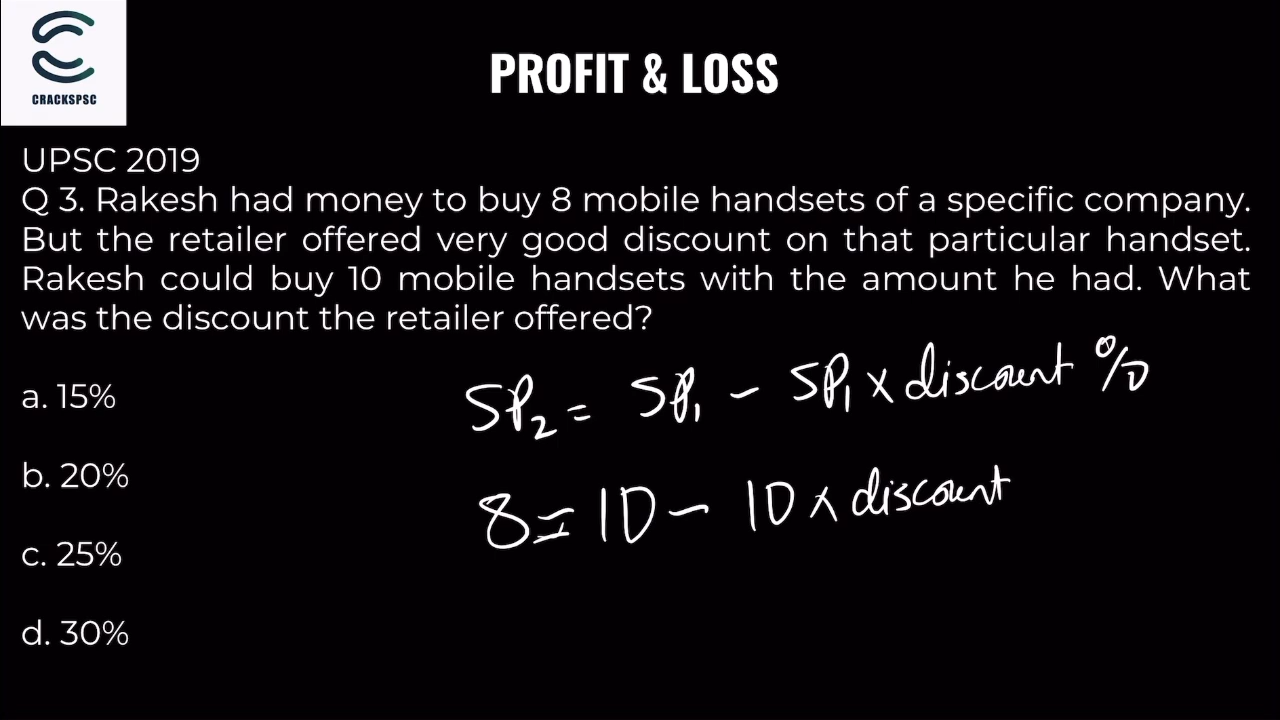 CRACKSPSC
PROFIT & LOSS
UPSC 2019
Q 3. Rakesh had money to buy 8 mobile handsets of a specific company.
But the retailer offered very good discount on that particular handset.
Rakesh could buy 10 mobile handsets with the amount he had. What
was the discount the retailer offered?
a. 15%
SP₂ = SP₁ - SP₁ x discount %
b. 20%
8 = 10 - 10 x discount
c. 25%
d. 30%